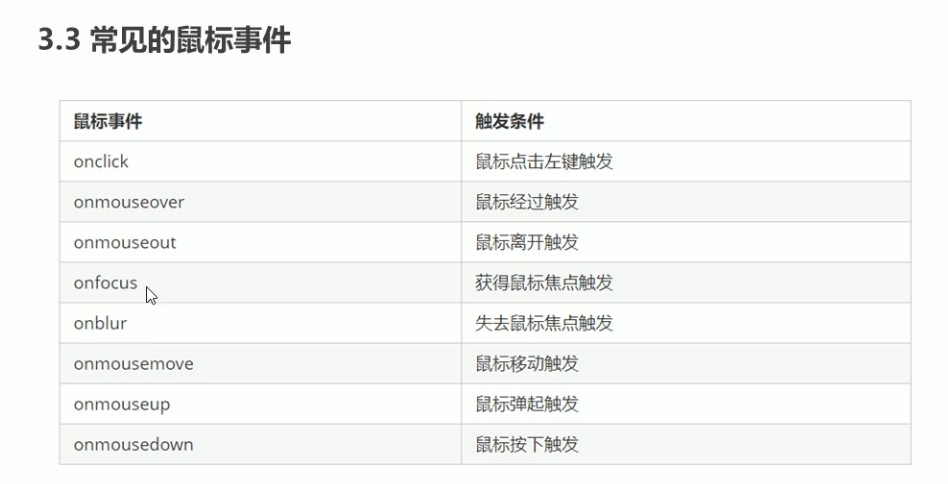 3.3 常见的鼠标事件
鼠标事件 触发条件
onclick 鼠标点击左键触发
onmouseover 鼠标经过触发
onmouseout 鼠标离开触发
onfocus 获得鼠标焦点触发
onblur 失去鼠标焦点触发
onmousemove 鼠标移动触发
onmouseup 鼠标弹起触发
onmousedown 鼠标按下触发